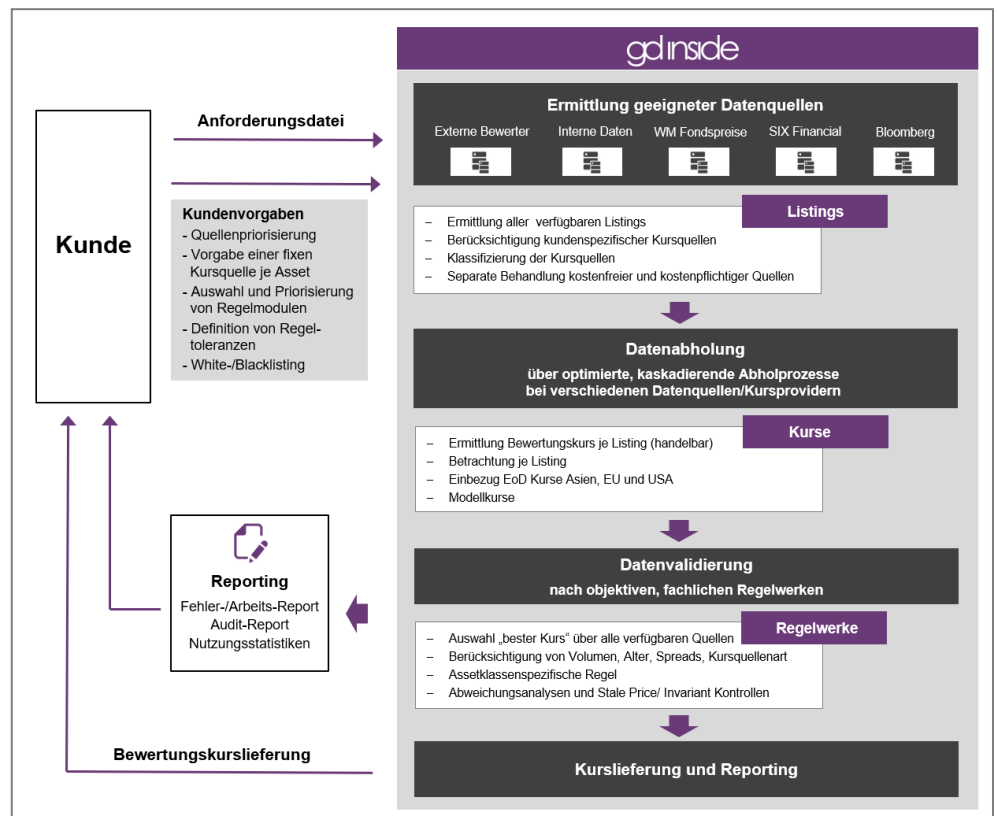 gd inside
Ermittlung geeigneter Datenquellen
Externe Bewerter
Interne Daten
WM Fondspreise
SIX Financial
Bloomberg
Anforderungsdatei
Kunde
Kundenvorgaben
- Quellenpriorisierung
- Vorgabe einer fixen
Kursquelle je Asset
- Auswahl und Priorisierung
von Regelmodulen
- Definition von Regel-
toleranzen
- White-/Blacklisting
Listings
– Ermittlung aller verfügbaren Listings
– Berücksichtigung kundenspezifischer Kursquellen
– Klassifizierung der Kursquellen
– Separate Behandlung kostenfreier und kostenpflichtiger Quellen
Datenabholung
über optimierte, kaskadierende Abholprozesse
bei verschiedenen Datenquellen/Kursprovidern
Kurse
– Ermittlung Bewertungskurs je Listing (handelbar)
– Betrachtung je Listing
– Einbezug EoD Kurse Asien, EU und USA
– Modellkurse
Datenvalidierung
nach objektiven, fachlichen Regelwerken
Regelwerke
– Auswahl „bester Kurs“ über alle verfügbaren Quellen
– Berücksichtigung von Volumen, Alter, Spreads, Kursquellenart
– Assetklassenspezifische Regel
– Abweichungsanalysen und Stale Price/ Invariant Kontrollen
Reporting
Fehler-/Arbeits-Report
Audit-Report
Nutzungsstatistiken
Bewertungskurslieferung
Kurslieferung und Reporting